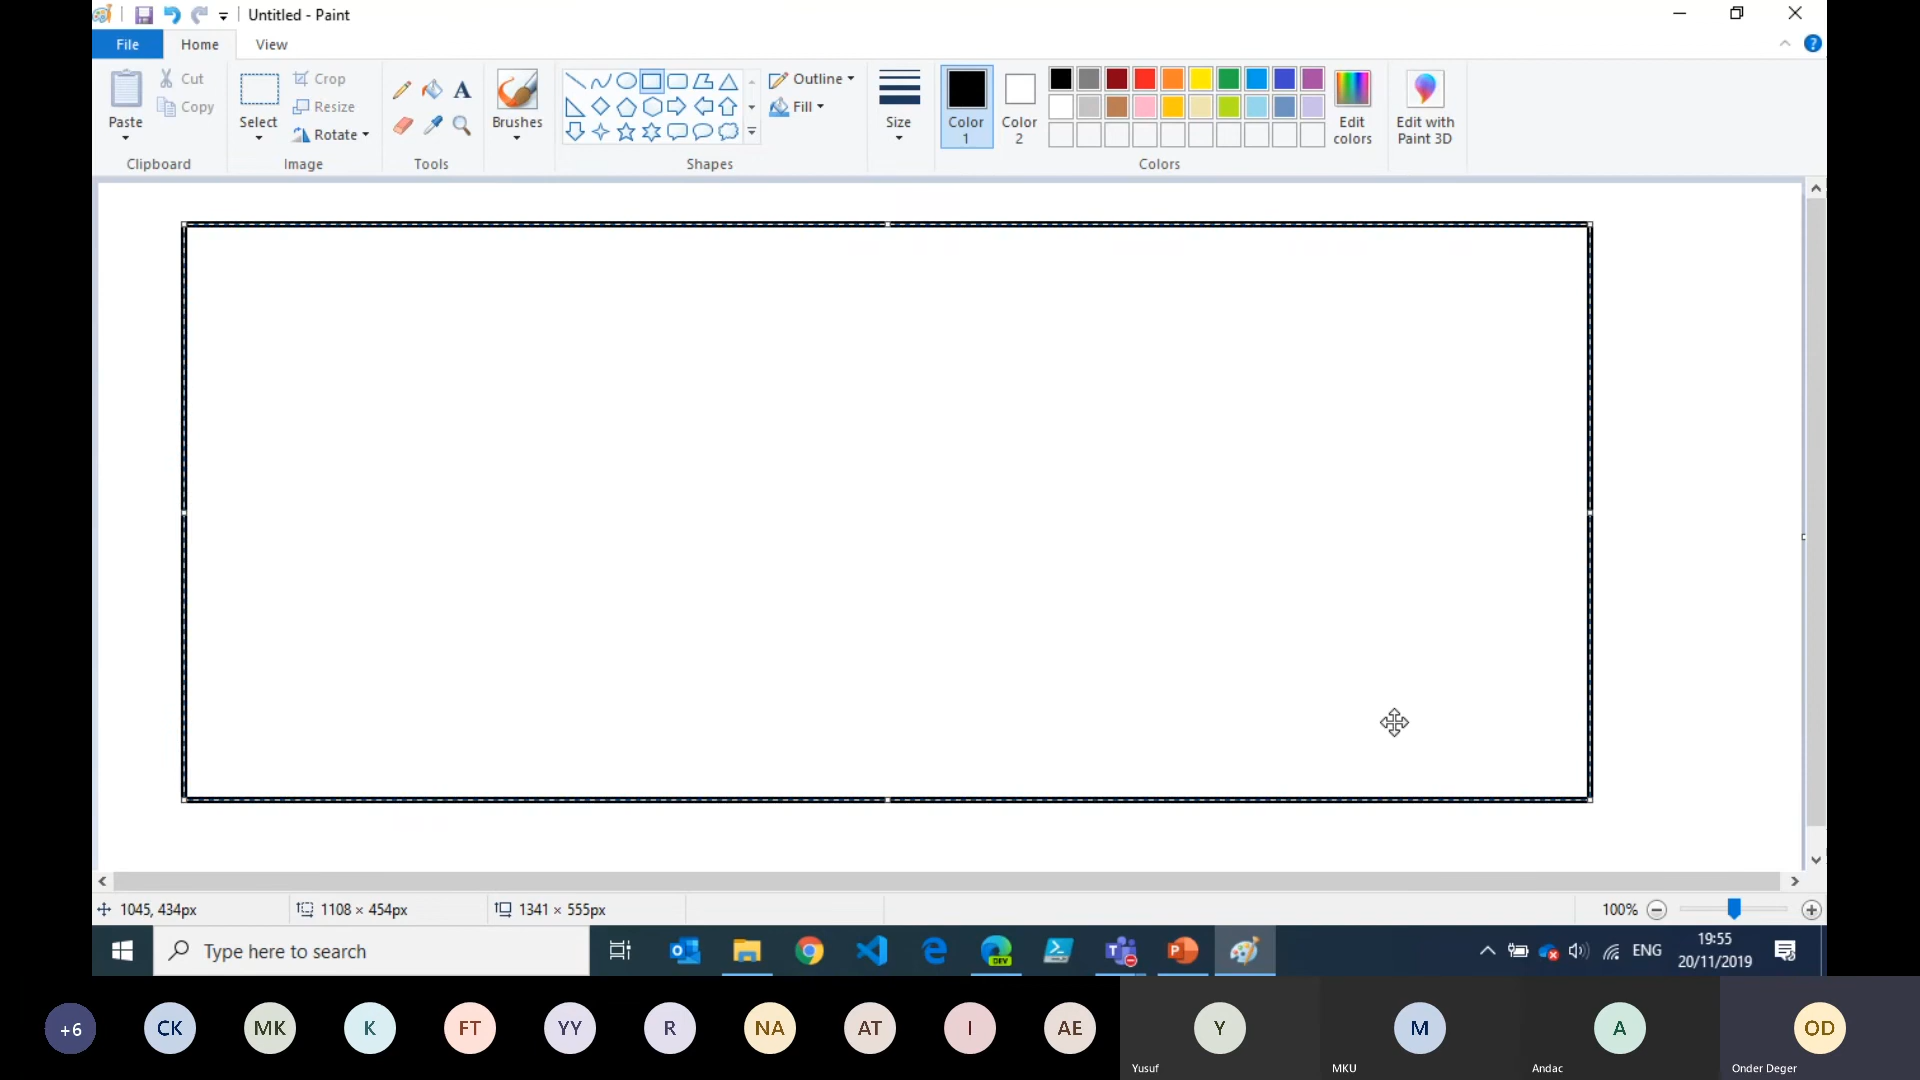 Untitled - Paint
File Home View
Paste
Cut
Copy
Clipboard
Select
Crop
Resize
Rotate
Image
A
Tools
Brushes
Outline
Fill
Shapes
Size
Color 1
Color 2
Edit colors
Colors
Edit with Paint 3D
1045, 434px 1108 × 454px 1341 × 555px 100%
Type here to search
DEV
ENG
19:55
20/11/2019
+6 CK MK K FT YY R NA AT I AE Y M A OD
Yusuf MKU Andac Onder Deger